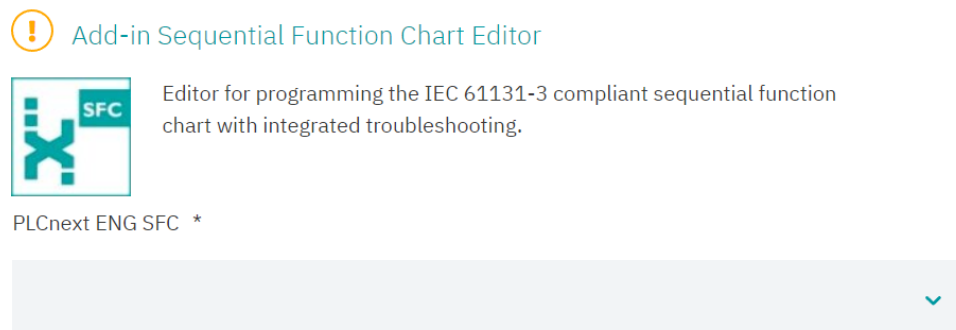 Add-in Sequential Function Chart Editor
SFC
Editor for programming the IEC 61131-3 compliant sequential function
chart with integrated troubleshooting.
PLCnext ENG SFC *